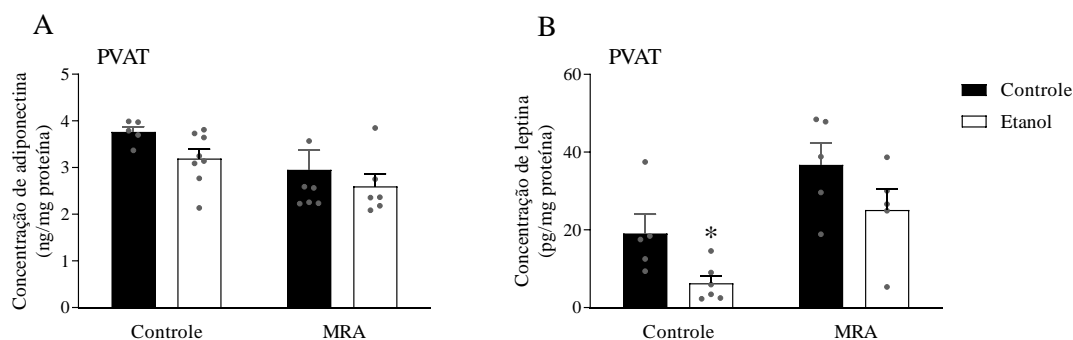 A
PVAT
Concentração de adiponectina
(ng/mg proteína)
5
4
3
2
1
0
Controle
MRA
B
PVAT
Concentração de leptina
(pg/mg proteína)
60
40
20
0
*
Controle
MRA
Controle
Etanol